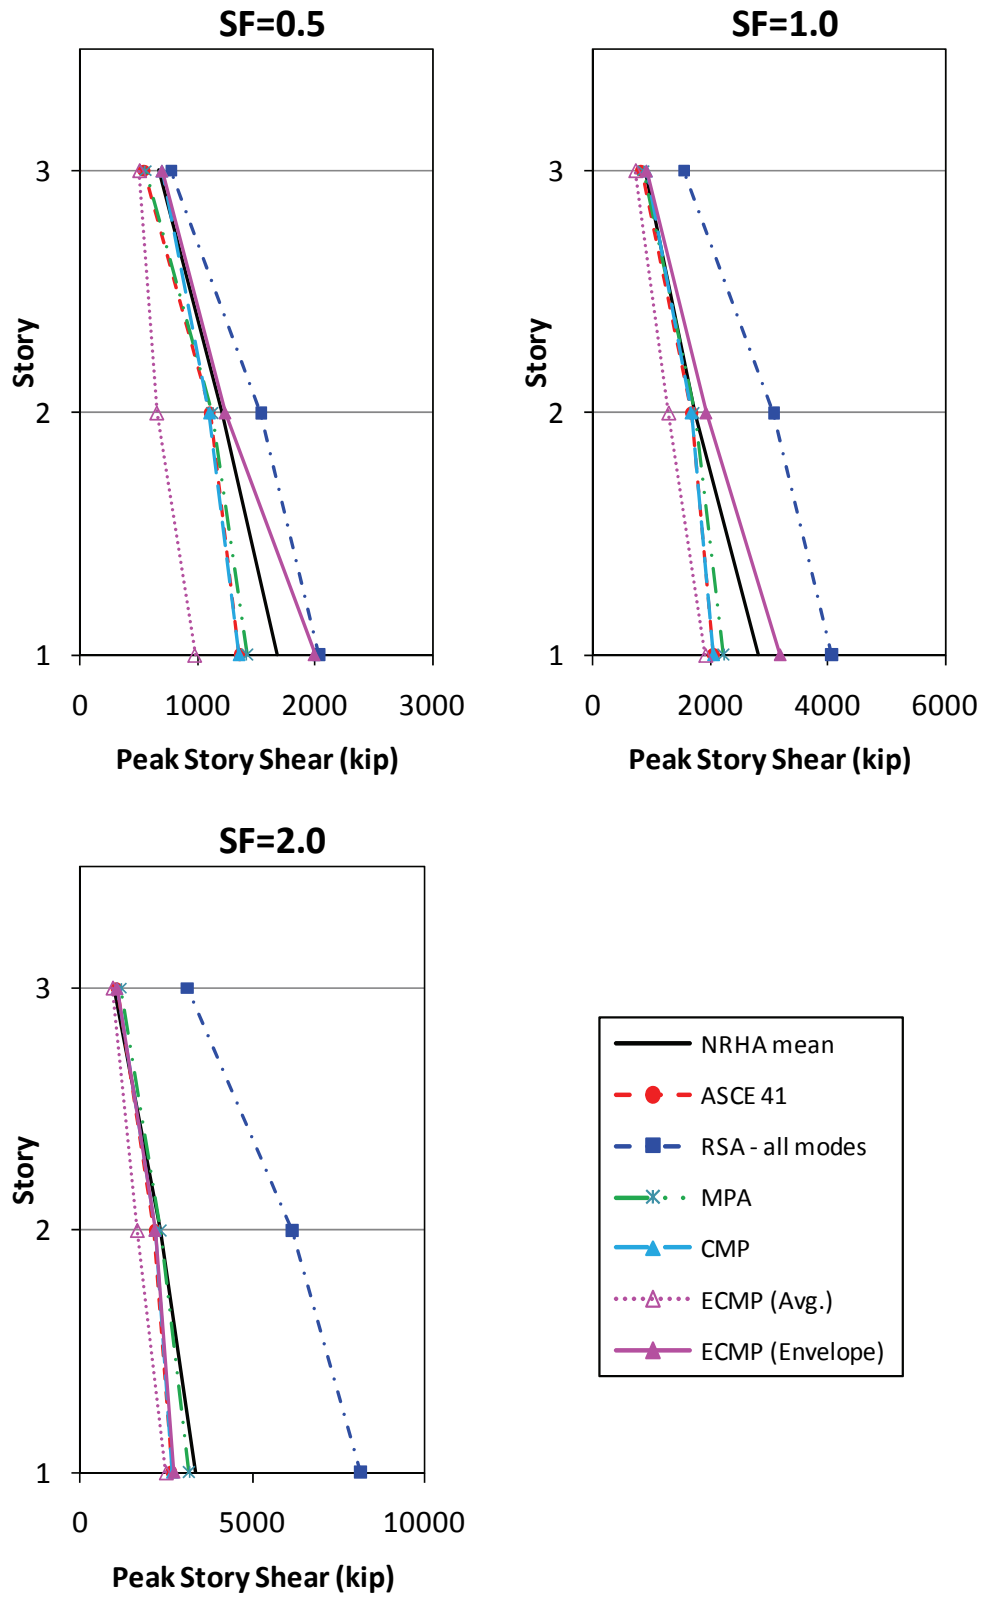 SF=0.5
3
2
1
Story
0 1000 2000 3000
Peak Story Shear (kip)
SF=1.0
3
2
1
Story
0 2000 4000 6000
Peak Story Shear (kip)
SF=2.0
3
2
1
Story
0 5000 10000
Peak Story Shear (kip)
NRHA mean
ASCE 41
RSA - all modes
MPA
CMP
ECMP (Avg.)
ECMP (Envelope)